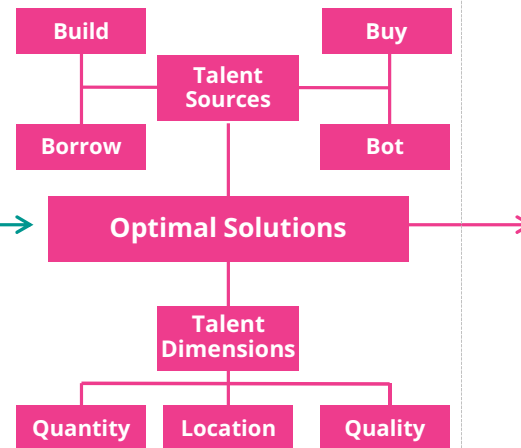 Build
Buy
Talent
Sources
Borrow
Bot
Optimal Solutions
Talent
Dimensions
Quantity
Location
Quality